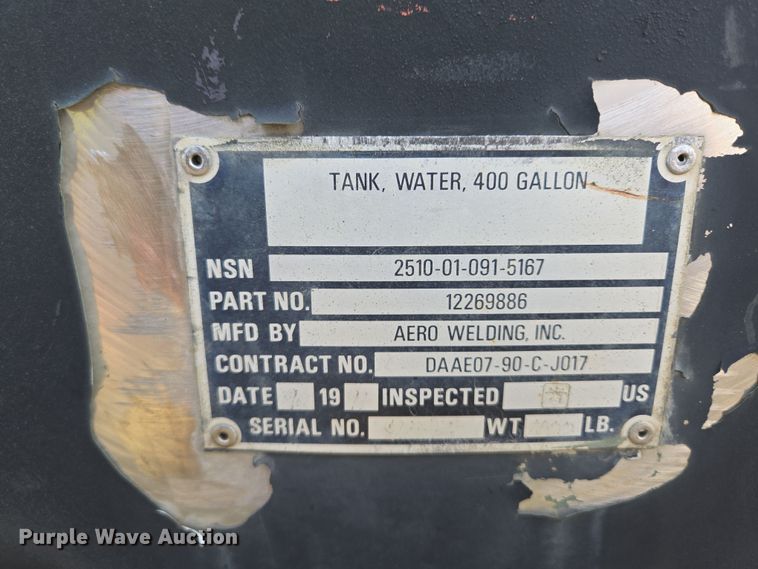 TANK, WATER, 400 GALLON
NSN 2510-01-091-5167
PART NO. 12269886
MFD BY AERO WELDING, INC.
CONTRACT NO. DAAE07-90-C-J017
DATE 19 INSPECTED US
SERIAL NO. WT LB.
Purple Wave Auction